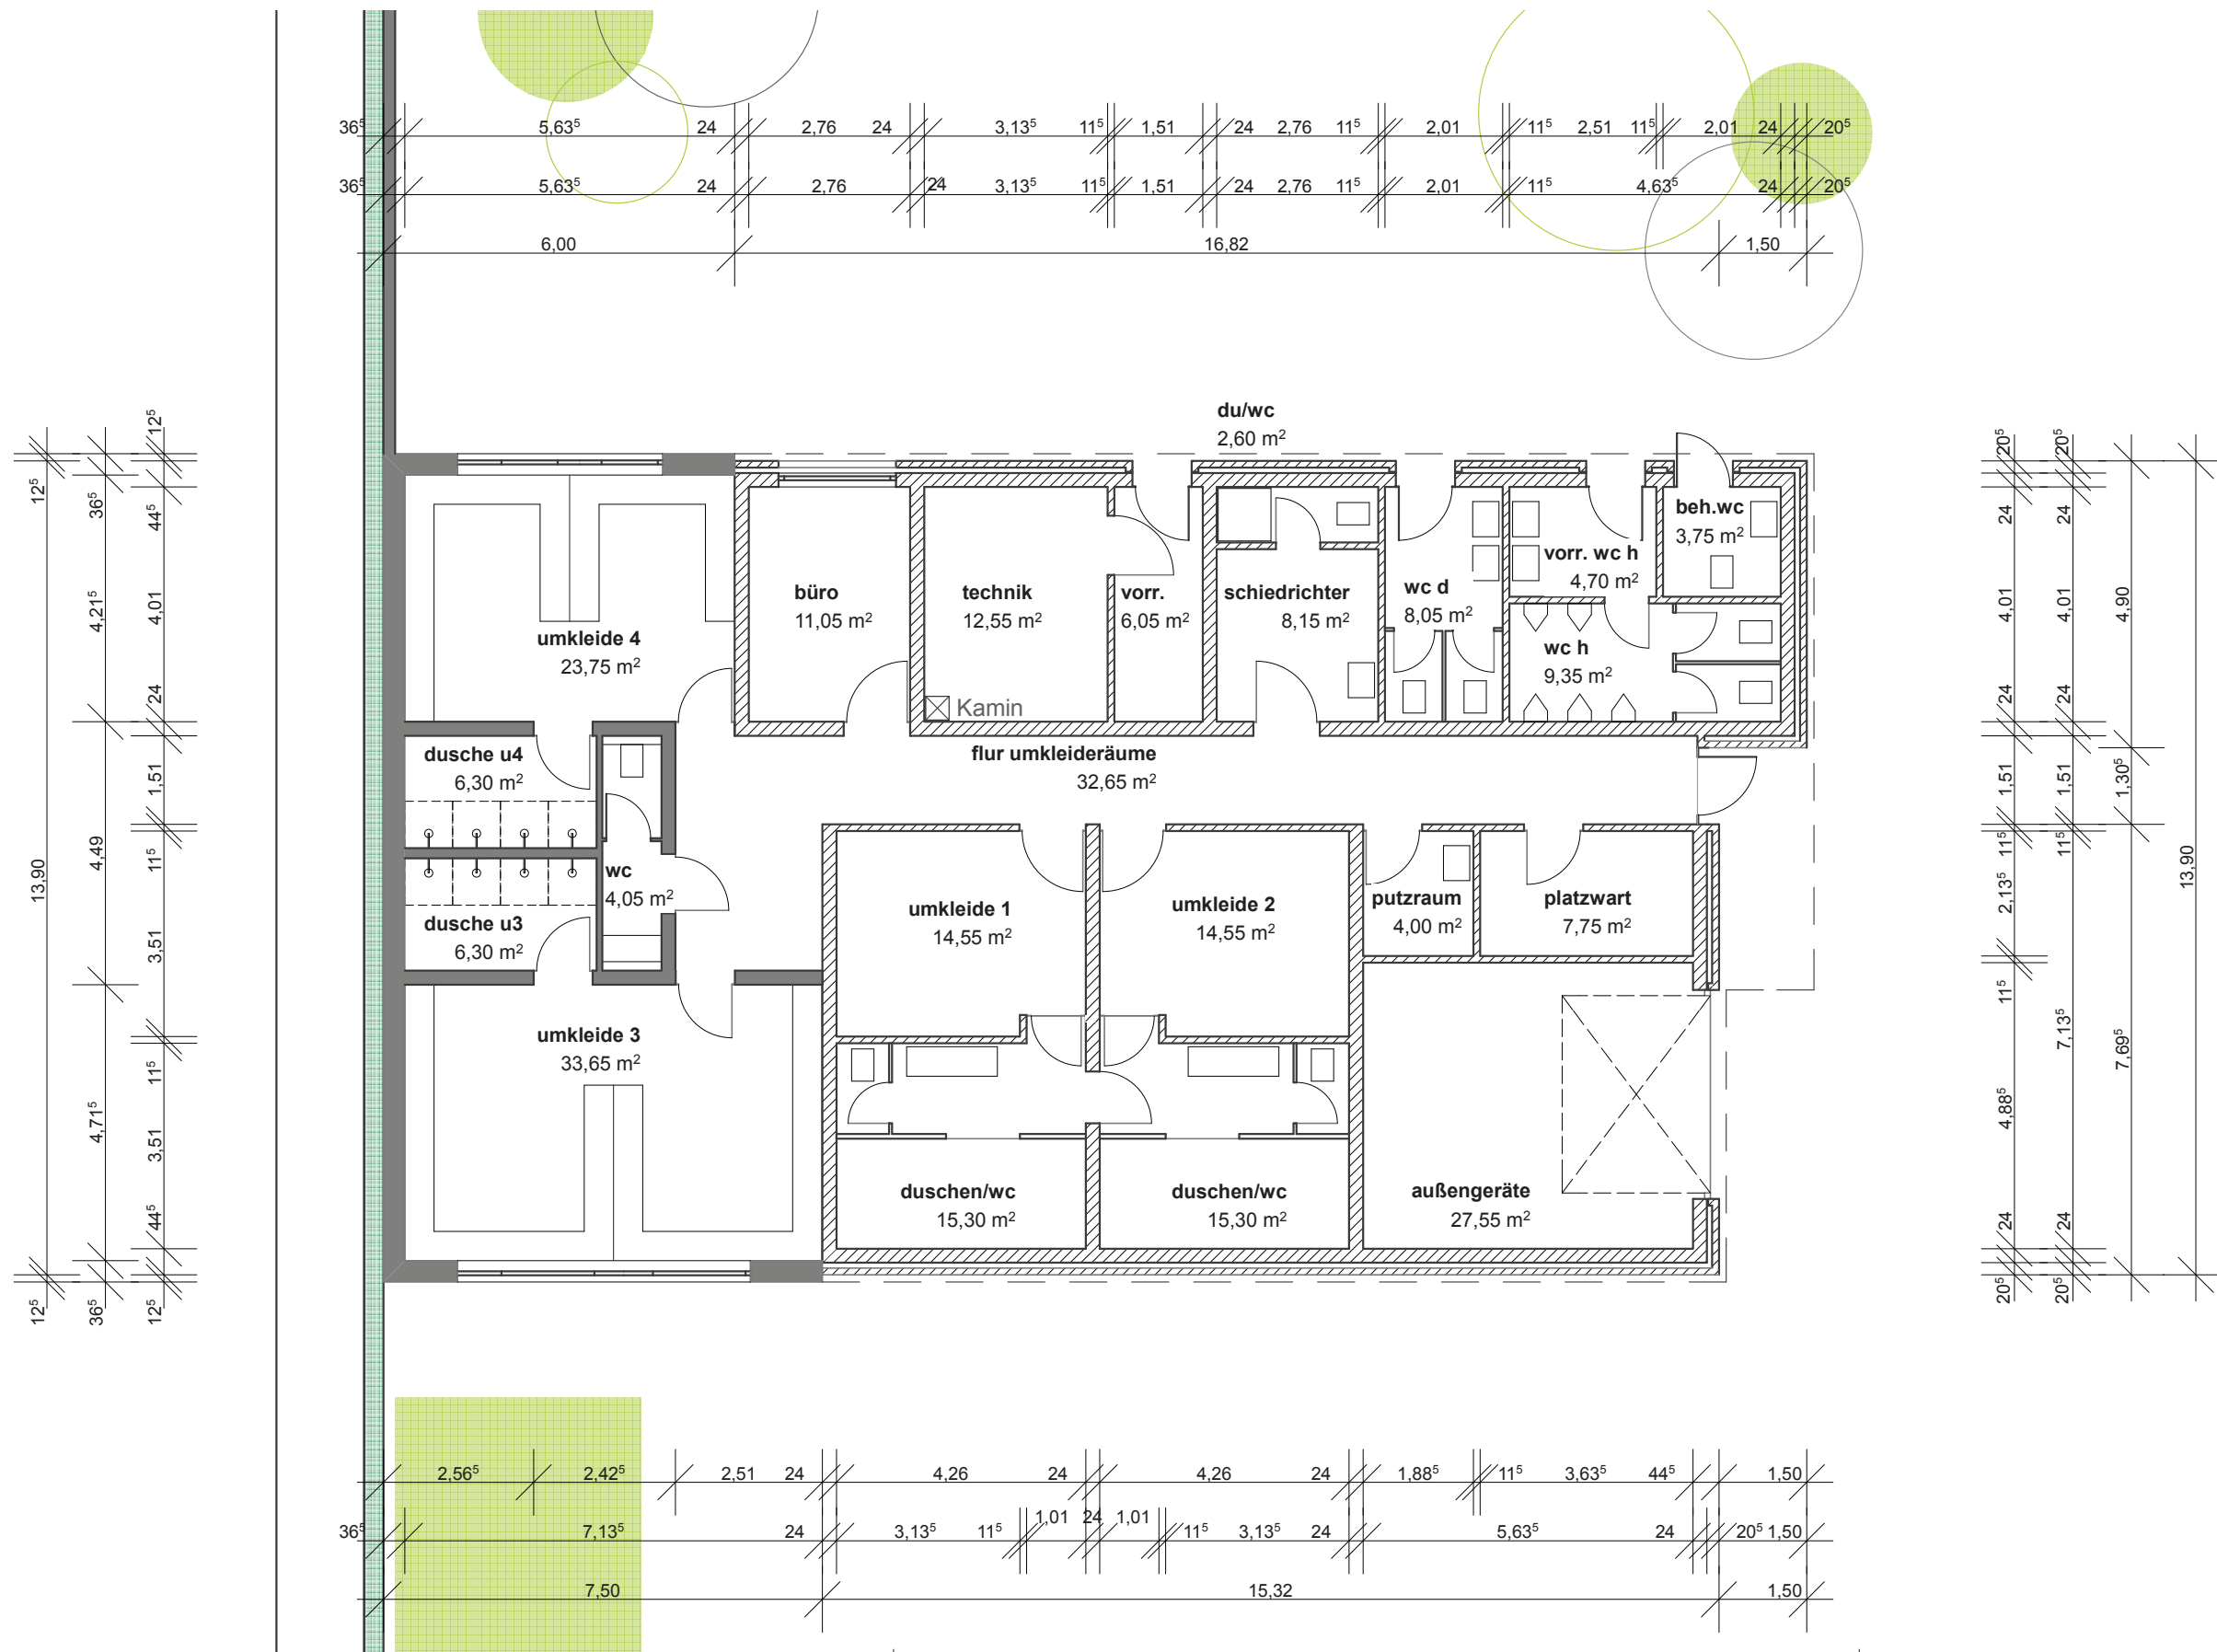 36⁵ 5,63⁵ 24 2,76 24 3,13⁵ 11⁵ 1,51 24 2,76 11⁵ 2,01 11⁵ 2,51 11⁵ 2,01 24 20⁵
36⁵ 5,63⁵ 24 2,76 24 3,13⁵ 11⁵ 1,51 24 2,76 11⁵ 2,01 11⁵ 4,63⁵ 24 20⁵
6,00 16,82 1,50
du/wc
2,60 m²
beh.wc
3,75 m²
vorr. wc h
4,70 m²
büro
11,05 m²
technik
12,55 m²
vorr.
6,05 m²
schiedrichter
8,15 m²
wc d
8,05 m²
umkleide 4
23,75 m²
wc h
9,35 m²
Kamin
flur umkleideräume
32,65 m²
dusche u4
6,30 m²
wc
4,05 m²
dusche u3
6,30 m²
umkleide 1
14,55 m²
umkleide 2
14,55 m²
putzraum
4,00 m²
platzwart
7,75 m²
umkleide 3
33,65 m²
duschen/wc
15,30 m²
duschen/wc
15,30 m²
außengeräte
27,55 m²
12⁵ 13,90 12⁵
36⁵ 4,21⁵ 4,49 4,71⁵ 36⁵
12⁵ 44⁵ 4,01 24 1,51 11⁵ 3,51 11⁵ 3,51 44⁵ 12⁵
20⁵ 24 4,01 24 1,51 11⁵ 2,13⁵ 11⁵ 4,88⁵ 24 20⁵
20⁵ 24 4,01 24 1,51 11⁵ 7,13⁵ 24 20⁵
4,90 1,30⁵ 7,69⁵
13,90
2,56⁵ 2,42⁵ 2,51 24 4,26 24 4,26 24 1,88⁵ 11⁵ 3,63⁵ 44⁵ 1,50
36⁵ 7,13⁵ 24 3,13⁵ 11⁵ 1,01 24 1,01 11⁵ 3,13⁵ 24 5,63⁵ 24 20⁵ 1,50
7,50 15,32 1,50